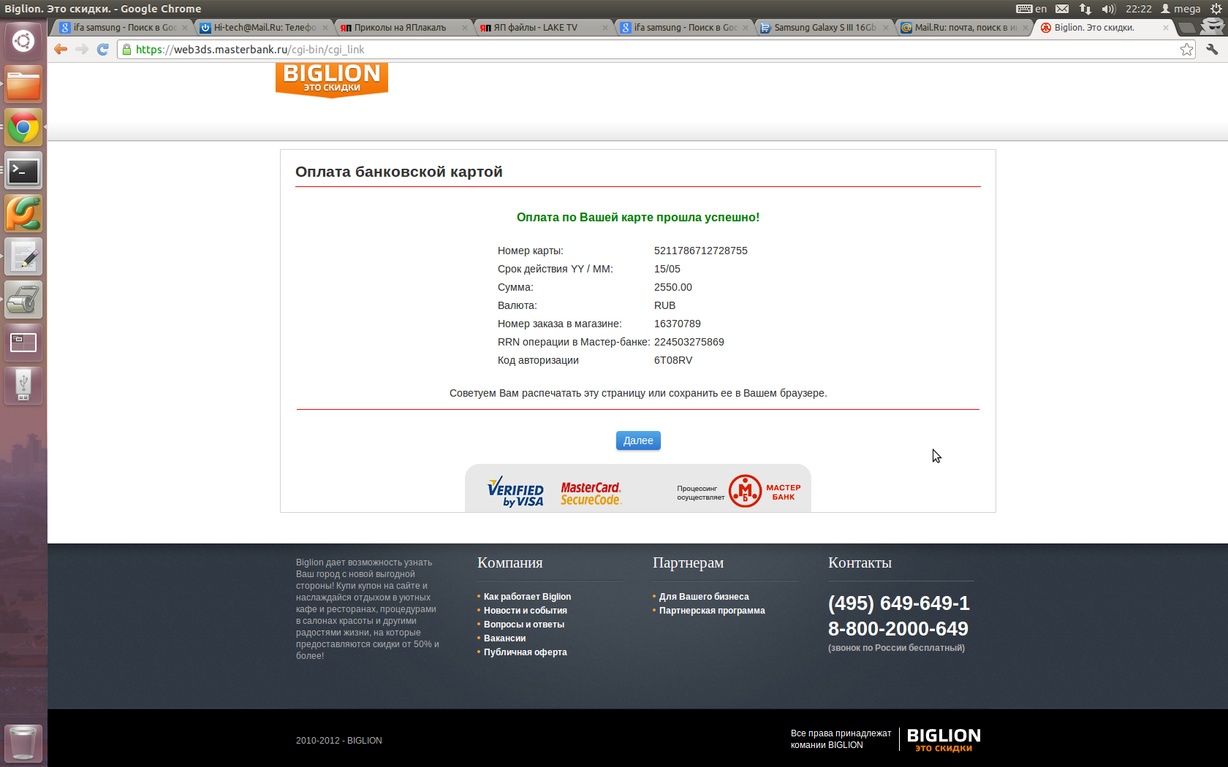 Biglion. Это скидки. - Google Chrome
en
22:22
mega
ifa samsung - Поиск в Goo
Hi-tech@Mail.Ru: Телефо
Приколы на ЯПлакалъ
ЯП файлы - LAKE TV
ifa samsung - Поиск в Goo
Samsung Galaxy S III 16Gb
Mail.Ru: почта, поиск в ин
Biglion. Это скидки.
https://web3ds.masterbank.ru/cgi-bin/cgi_link
BIGLION
ЭТО СКИДКИ
Оплата банковской картой
Оплата по Вашей карте прошла успешно!
Номер карты: 5211786712728755
Срок действия YY / MM: 15/05
Сумма: 2550.00
Валюта: RUB
Номер заказа в магазине: 16370789
RRN операции в Мастер-банке: 224503275869
Код авторизации 6T08RV
Советуем Вам распечатать эту страницу или сохранить ее в Вашем браузере.
Далее
VERIFIED
by VISA
MasterCard.
SecureCode.
Процессинг
осуществляет
МБ
МАСТЕР
БАНК
Biglion дает возможность узнать
Ваш город с новой выгодной
стороны! Купи купон на сайте и
наслаждайся отдыхом в уютных
кафе и ресторанах, процедурами
в салонах красоты и другими
радостями жизни, на которые
предоставляются скидки от 50% и
более!
Компания
Как работает Biglion
Новости и события
Вопросы и ответы
Вакансии
Публичная оферта
Партнерам
Для Вашего бизнеса
Партнерская программа
Контакты
(495) 649-649-1
8-800-2000-649
(звонок по России бесплатный)
2010-2012 - BIGLION
Все права принадлежат
комании BIGLION
BIGLION
это скидки